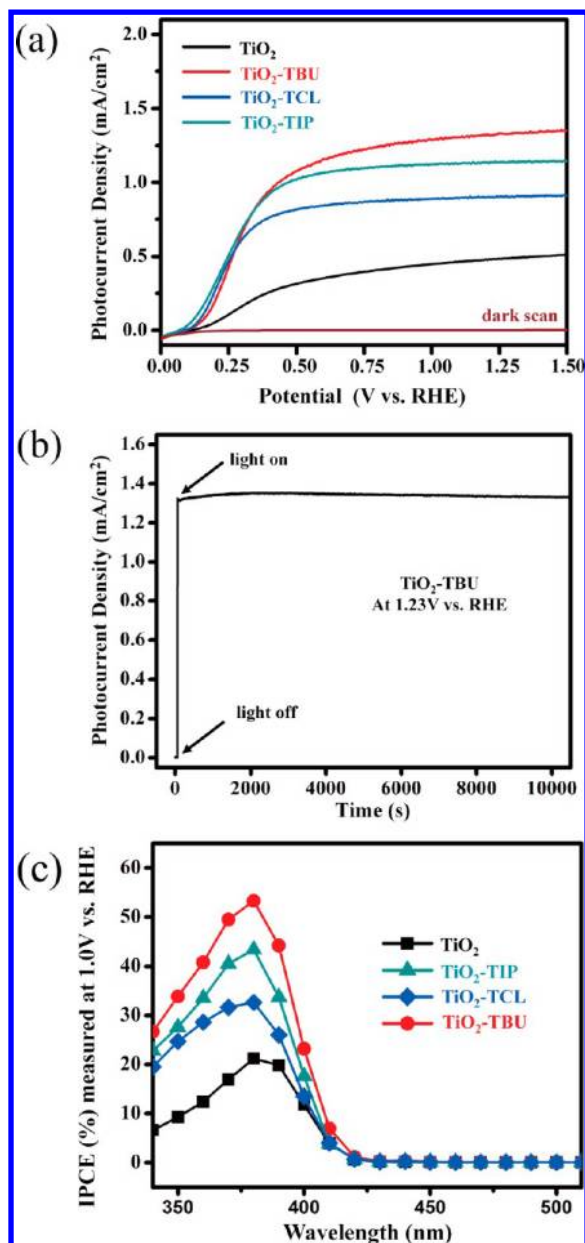 (a)
TiO₂
TiO₂-TBU
TiO₂-TCL
TiO₂-TIP
dark scan
Photocurrent Density (mA/cm²)
2.0
1.5
1.0
0.5
0.0
0.00 0.25 0.50 0.75 1.00 1.25 1.50
Potential (V vs. RHE)
(b)
light on
TiO₂-TBU
At 1.23V vs. RHE
light off
Photocurrent Density (mA/cm²)
1.6
1.4
1.2
1.0
0.8
0.6
0.4
0.2
0.0
0 2000 4000 6000 8000 10000
Time (s)
(c)
TiO₂
TiO₂-TIP
TiO₂-TCL
TiO₂-TBU
IPCE (%) measured at 1.0V vs. RHE
60
50
40
30
20
10
0
350 400 450 500
Wavelength (nm)